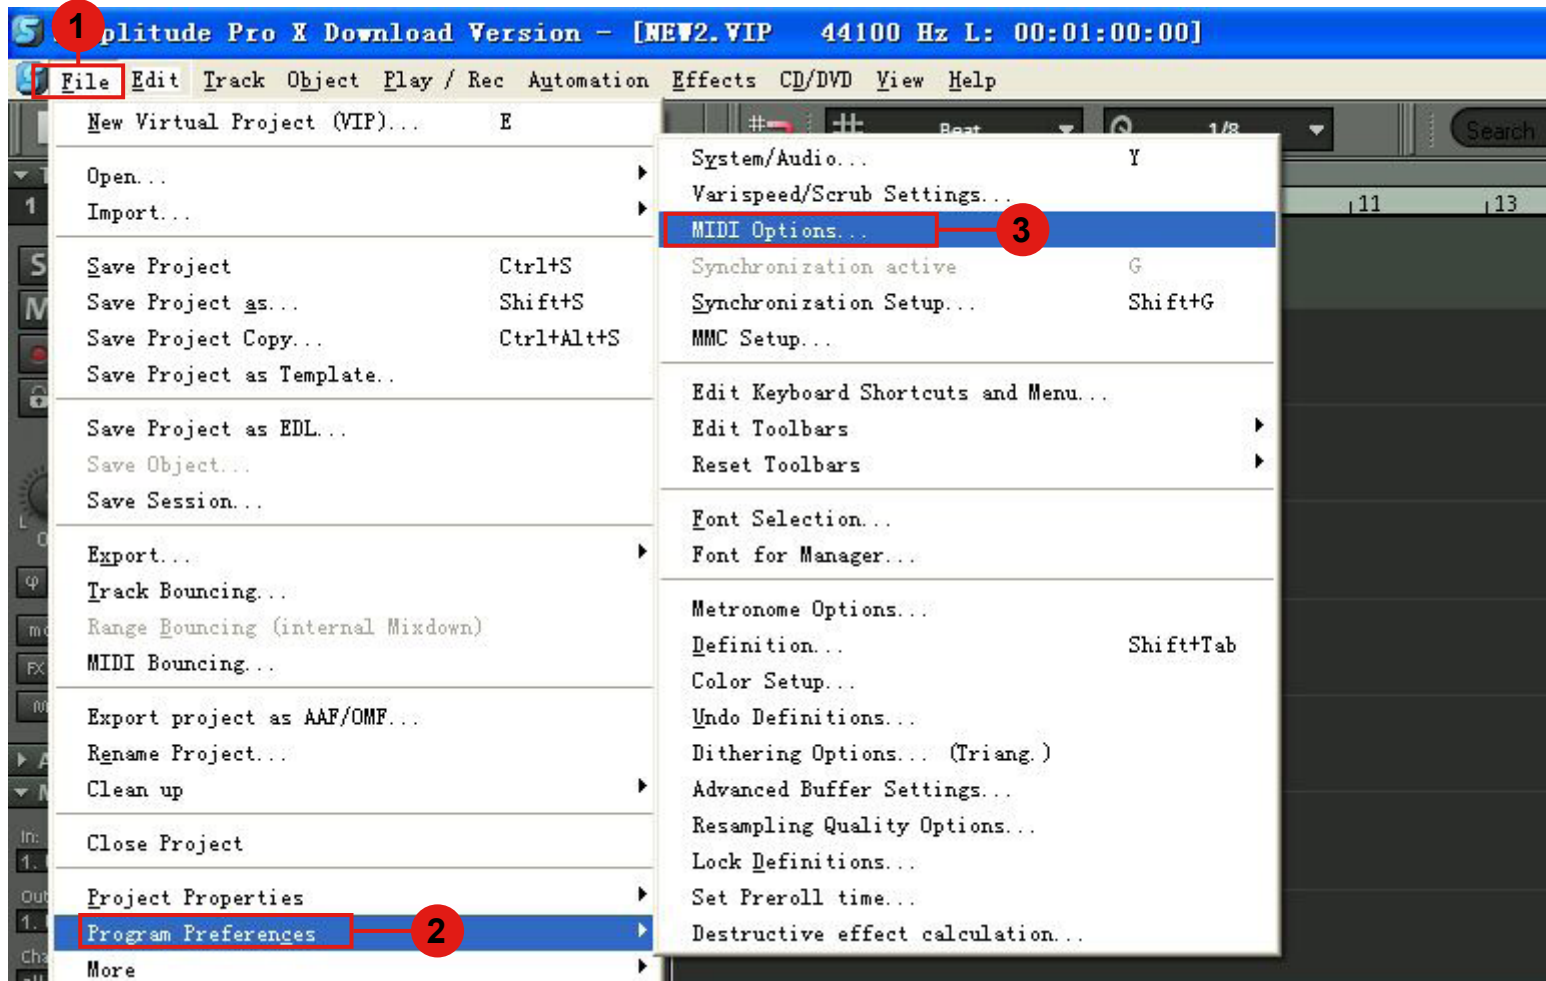 1
plitude Pro X Download Version - [NEW2.VIP 44100 Hz L: 00:01:00:00]
File Edit Track Object Play / Rec Automation Effects CD/DVD View Help
Beat 1/8 Search
1 11 13
New Virtual Project (VIP)... E
Open...
Import...
Save Project Ctrl+S
Save Project as... Shift+S
Save Project Copy... Ctrl+Alt+S
Save Project as Template..
Save Project as EDL...
Save Object...
Save Session...
Export...
Track Bouncing...
Range Bouncing (internal Mixdown)
MIDI Bouncing...
Export project as AAF/OMF...
Rename Project...
Clean up
Close Project
Project Properties
Program Preferences 2
More
System/Audio... Y
Varispeed/Scrub Settings...
MIDI Options... 3
Synchronization active G
Synchronization Setup... Shift+G
MMC Setup...
Edit Keyboard Shortcuts and Menu...
Edit Toolbars
Reset Toolbars
Font Selection...
Font for Manager...
Metronome Options...
Definition... Shift+Tab
Color Setup...
Undo Definitions...
Dithering Options... (Triang.)
Advanced Buffer Settings...
Resampling Quality Options...
Lock Definitions...
Set Preroll time...
Destructive effect calculation...
S
M
L
φ
FX
In:
1.
Out
1.